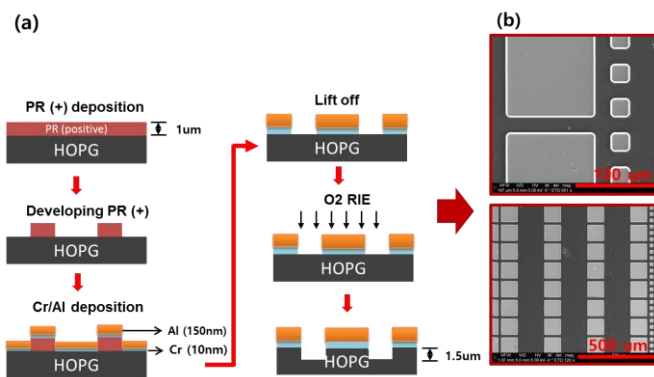 (a)
PR (+) deposition
PR (positive)
1um
HOPG
Developing PR (+)
HOPG
Cr/Al deposition
Al (150nm)
Cr (10nm)
HOPG
Lift off
HOPG
O2 RIE
HOPG
1.5um
HOPG
(b)
100 um
500 um